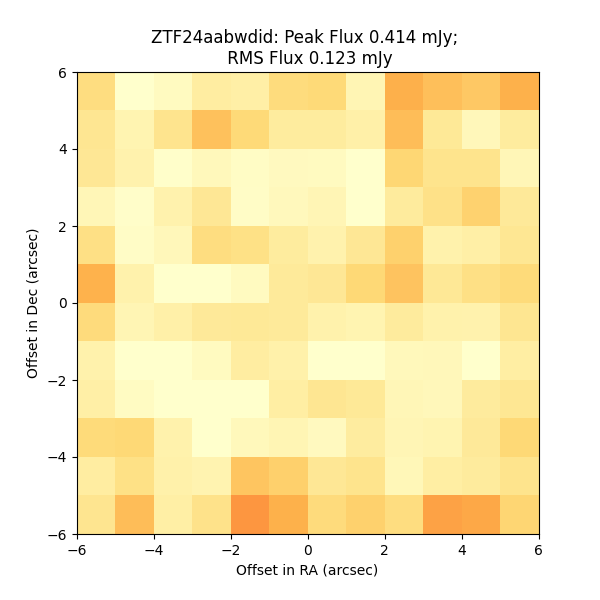 ZTF24aabwdid: Peak Flux 0.414 mJy;
RMS Flux 0.123 mJy
6
4
2
0
−2
−4
−6
Offset in Dec (arcsec)
−6 −4 −2 0 2 4 6
Offset in RA (arcsec)